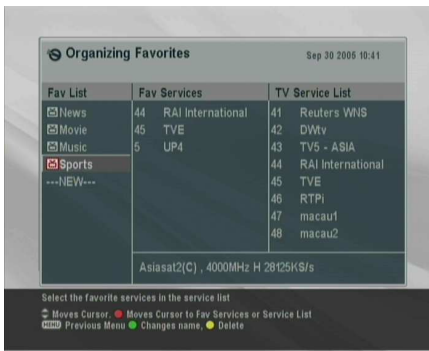 Organizing Favorites Sep 30 2005 10:41
Fav List Fav Services TV Service List
News 44 RAI International 41 Reuters WNS
Movie 45 TVE 42 DWtv
Music 5 UP4 43 TV5 - ASIA
Sports 44 RAI International
---NEW--- 45 TVE
46 RTPi
47 macau1
48 macau2
Asiasat2(C) , 4000MHz H 28125KS/s
Select the favorite services in the service list
Moves Cursor. Moves Cursor to Fav Services or Service List
MENU Previous Menu Changes name, Delete